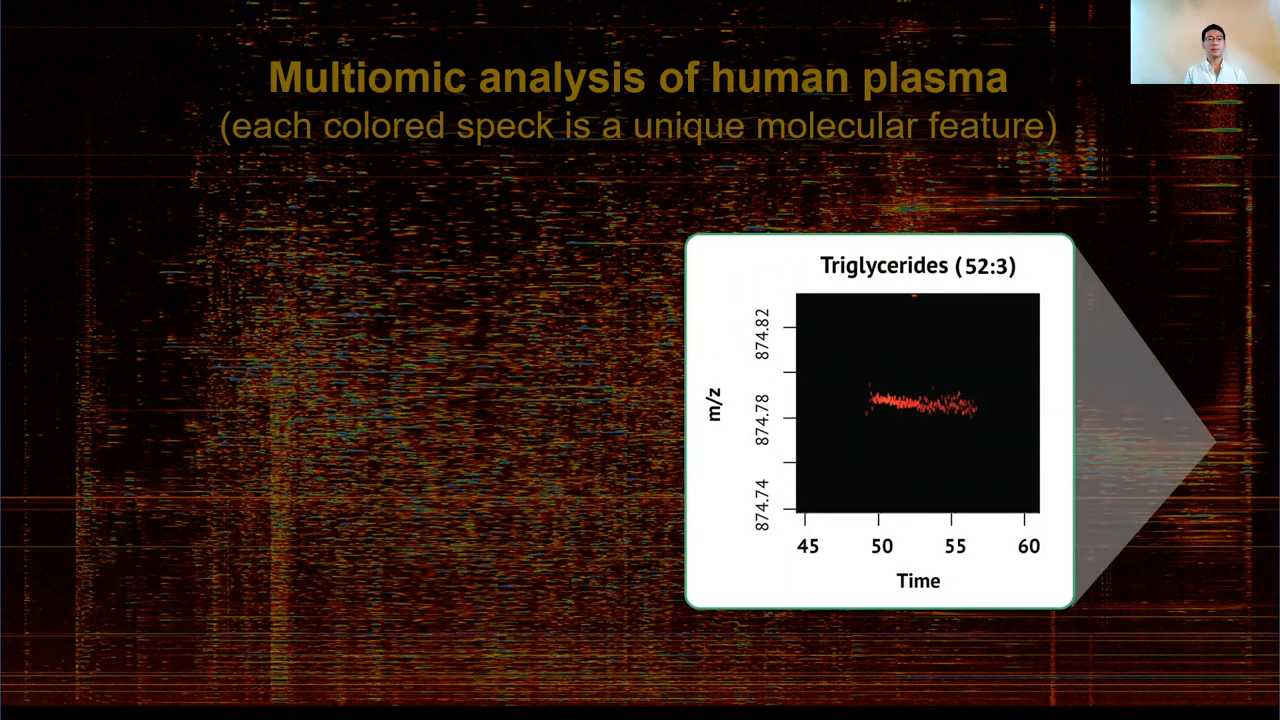 Multiomic analysis of human plasma
(each colored speck is a unique molecular feature)
Triglycerides (52:3)
874.82
874.78
874.74
m/z
45 50 55 60
Time